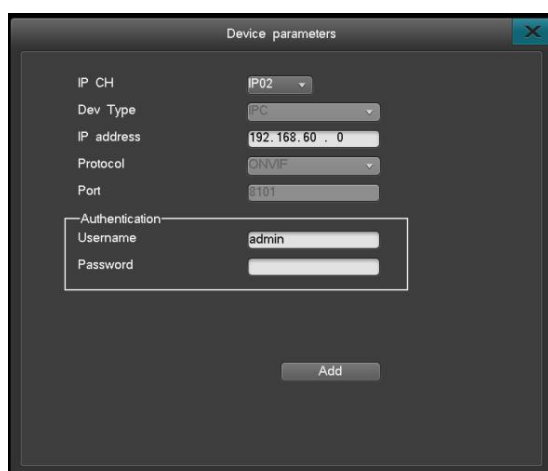 Device parameters
IP CH IP02
Dev Type IPC
IP address 192.168.60 . 0
Protocol ONVIF
Port 8101
Authentication
Username admin
Password
Add